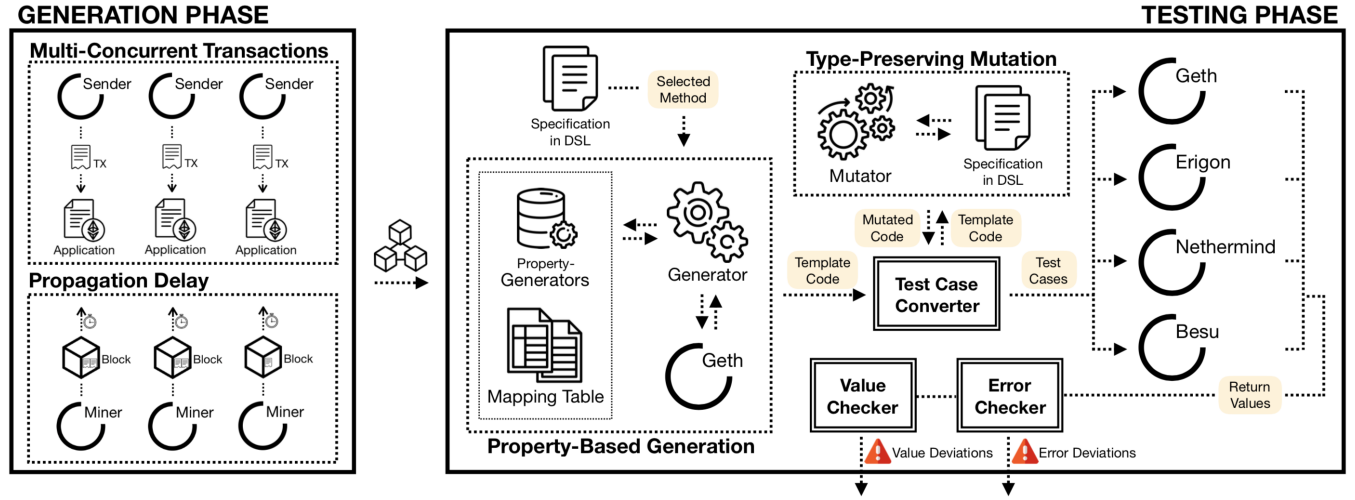 GENERATION PHASE
Multi-Concurrent Transactions
Sender
Sender
Sender
TX
TX
TX
Application
Application
Application
Propagation Delay
Block
Block
Block
Miner
Miner
Miner
TESTING PHASE
Specification
in DSL
Selected
Method
Property-
Generators
Mapping Table
Generator
Geth
Property-Based Generation
Template
Code
Type-Preserving Mutation
Mutator
Specification
in DSL
Mutated
Code
Template
Code
Test Case
Converter
Test
Cases
Geth
Erigon
Nethermind
Besu
Return
Values
Value
Checker
Error
Checker
Value Deviations
Error Deviations